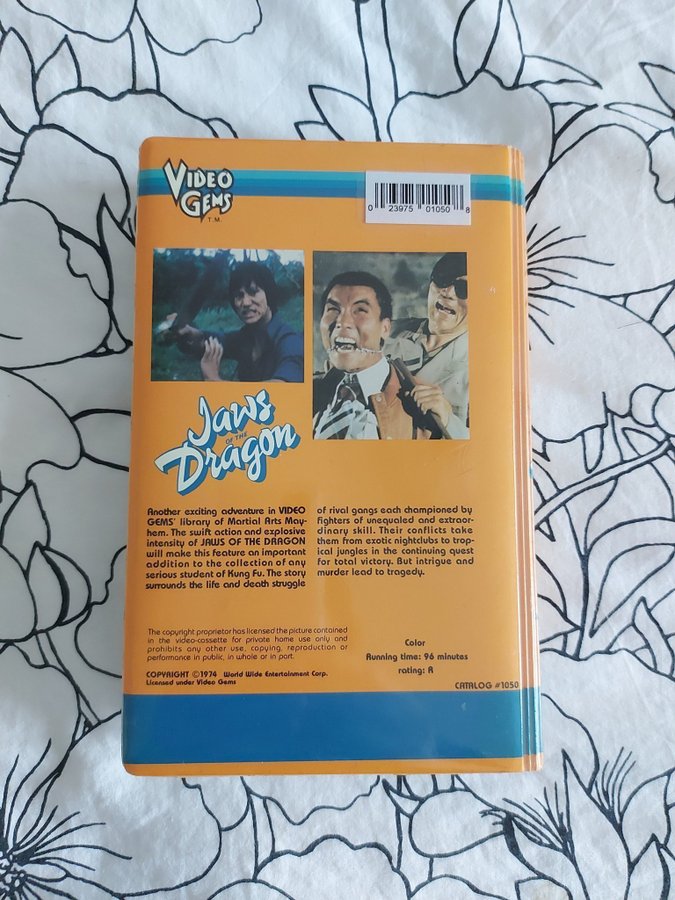 VIDEO
GEMS
T.M.
0 23975 01050 8
Jaws
OF THE
Dragon
Another exciting adventure in VIDEO
GEMS' library of Martial Arts May-
hem. The swift action and explosive
intensity of JAWS OF THE DRAGON
will make this feature an important
addition to the collection of any
serious student of Kung Fu. The story
surrounds the life and death struggle
of rival gangs each championed by
fighters of unequaled and extraor-
dinary skill. Their conflicts take
them from exotic nightclubs to trop-
ical jungles in the continuing quest
for total victory. But intrigue and
murder lead to tragedy.
The copyright proprietor has licensed the picture contained
in the video-cassette for private home use only and
prohibits any other use, copying, reproduction or
performance in public, in whole or in part.
COPYRIGHT ©1974 World Wide Entertainment Corp.
Licensed under Video Gems
Color
Running time: 96 minutes
rating: R
CATALOG #1050